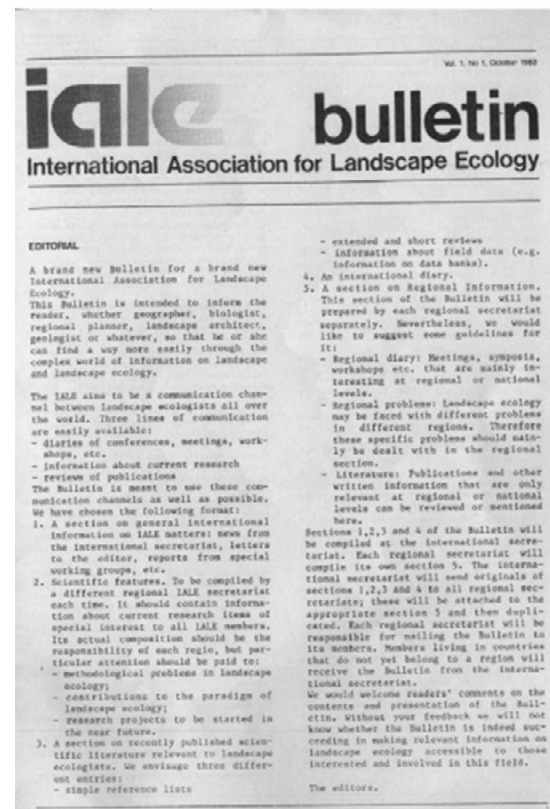 Vol. 1, No 1, October 1983
iale bulletin
International Association for Landscape Ecology
EDITORIAL
A brand new Bulletin for a brand new
International Association for Landscape
Ecology.
This Bulletin is intended to inform the
reader, whether geographer, biologist,
regional planner, landscape architect,
geologist or whatever, so that he or she
can find a way more easily through the
complex world of information on landscape
and landscape ecology.
The IALE aims to be a communication chan-
nel between landscape ecologists all over
the world. Three lines of communication
are easily available:
- diaries of conferences, meetings, work-
shops, etc.
- information about current research
- reviews of publications
The Bulletin is meant to use these com-
munication channels as well as possible.
We have chosen the following format:
1. A section on general international
information on IALE matters: news from
the international secretariat, letters
to the editor, reports from special
working groups, etc.
2. Scientific features. To be compiled by
a different regional IALE secretariat
each time. It should contain informa-
tion about current research items of
special interest to all IALE members.
Its actual composition should be the
responsibility of each regio, but par-
ticular attention should be paid to:
- methodological problems in landscape
ecology;
- contributions to the paradigm of
landscape ecology;
- research projects to be started in
the near future.
3. A section on recently published scien-
tific literature relevant to landscape
ecologists. We envisage three differ-
ent entries:
- simple reference lists
- extended and short reviews
- information about field data (e.g.
information on data banks).
4. An international diary.
5. A section on Regional Information.
This section of the Bulletin will be
prepared by each regional secretariat
separately. Nevertheless, we would
like to suggest some guidelines for
it:
- Regional diary: Meetings, symposia,
workshops etc. that are mainly in-
teresting at regional or national
levels.
- Regional problems: Landscape ecology
may be faced with different problems
in different regions. Therefore
these specific problems should main-
ly be dealt with in the regional
section.
- Literature: Publications and other
written information that are only
relevant at regional or national
levels can be reviewed or mentioned
here.
Sections 1,2,3 and 4 of the Bulletin will
be compiled at the international secre-
tariat. Each regional secretariat will
compile its own section 5. The interna-
tional secretariat will send originals of
sections 1,2,3 and 4 to all regional sec-
retariats; these will be attached to the
appropriate section 5 and then dupli-
cated. Each regional secretariat will be
responsible for mailing the Bulletin to
its members. Members living in countries
that do not yet belong to a region will
receive the Bulletin from the interna-
tional secretariat.
We would welcome readers' comments on the
contents and presentation of the Bull-
etin. Without your feedback we will not
know whether the Bulletin is indeed suc-
ceeding in making relevant information on
landscape ecology accessible to those
interested and involved in this field.
The editors.